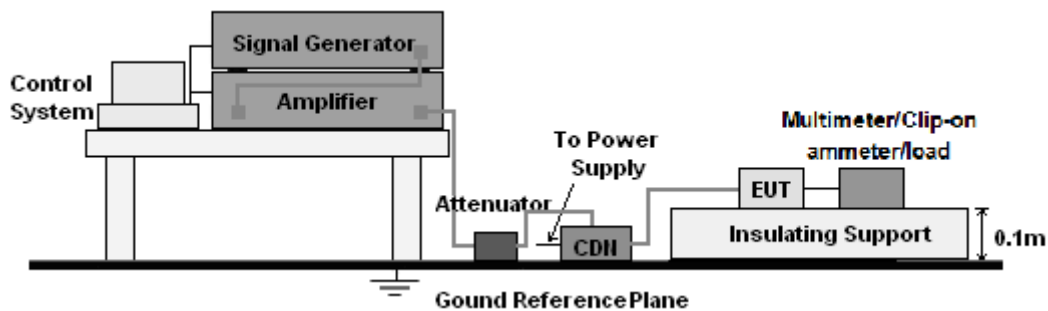 Signal Generator
Control
System
Amplifier
Multimeter/Clip-on
ammeter/load
To Power
Supply
Attenuator
EUT
CDN
Insulating Support
0.1m
Gound Reference Plane